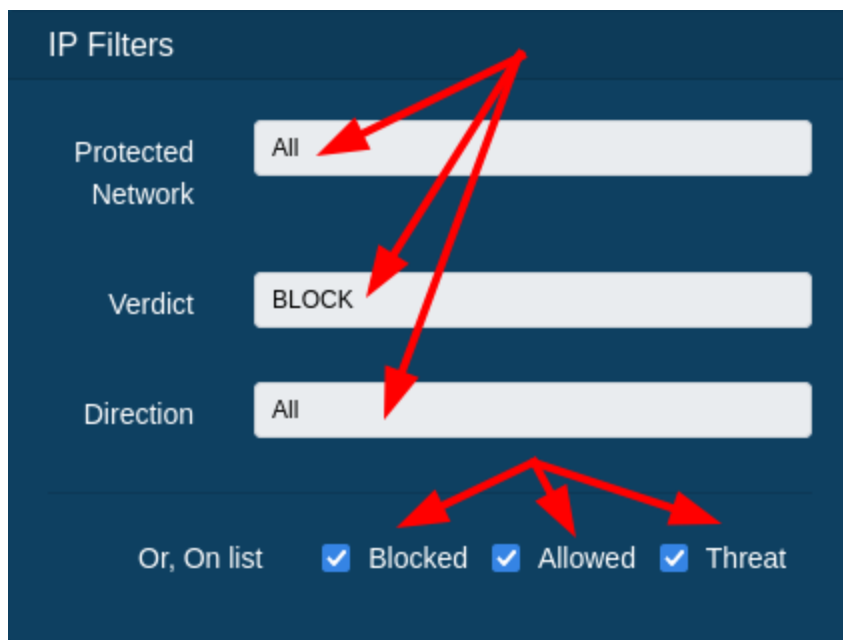 IP Filters
Protected
Network
All
Verdict
BLOCK
Direction
All
Or, On list Blocked Allowed Threat